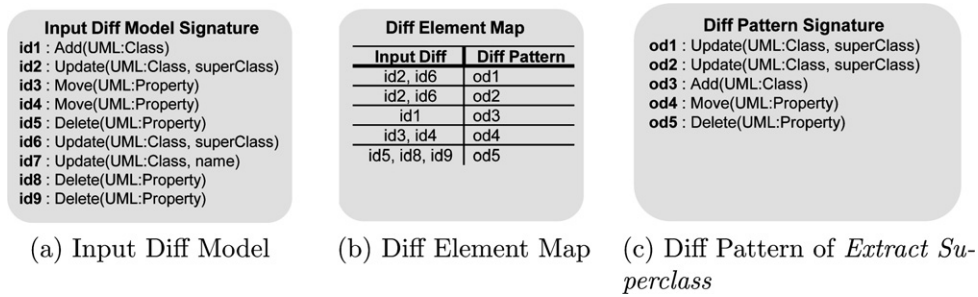 Input Diff Model Signature
id1 : Add(UML:Class)
id2 : Update(UML:Class, superClass)
id3 : Move(UML:Property)
id4 : Move(UML:Property)
id5 : Delete(UML:Property)
id6 : Update(UML:Class, superClass)
id7 : Update(UML:Class, name)
id8 : Delete(UML:Property)
id9 : Delete(UML:Property)
(a) Input Diff Model
Diff Element Map
Input Diff Diff Pattern
id2, id6 od1
id2, id6 od2
id1 od3
id3, id4 od4
id5, id8, id9 od5
(b) Diff Element Map
Diff Pattern Signature
od1 : Update(UML:Class, superClass)
od2 : Update(UML:Class, superClass)
od3 : Add(UML:Class)
od4 : Move(UML:Property)
od5 : Delete(UML:Property)
(c) Diff Pattern of Extract Su-
perclass